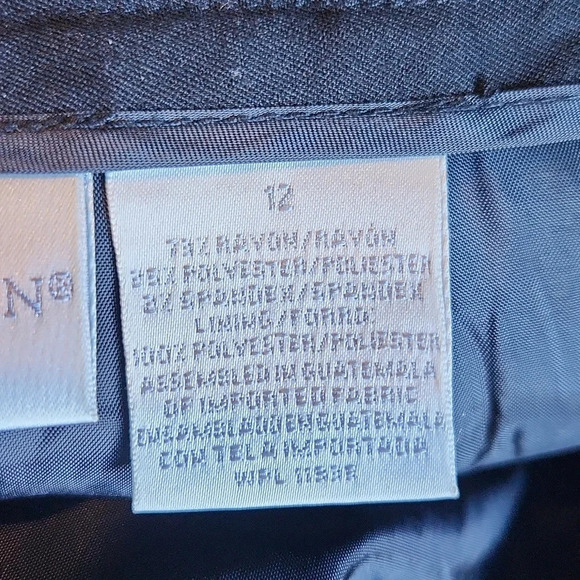 N®
12
73% RAYON/RAYÓN
25% POLYESTER/POLIESTER
2% SPANDEX/SPANDEX
LINING/FORRO:
100% POLYESTER/POLIESTER
ASSEMBLED IN GUATEMALA
OF IMPORTED FABRIC
ENSAMBLADO EN GUATEMALA
CON TELA IMPORTADA
WPL